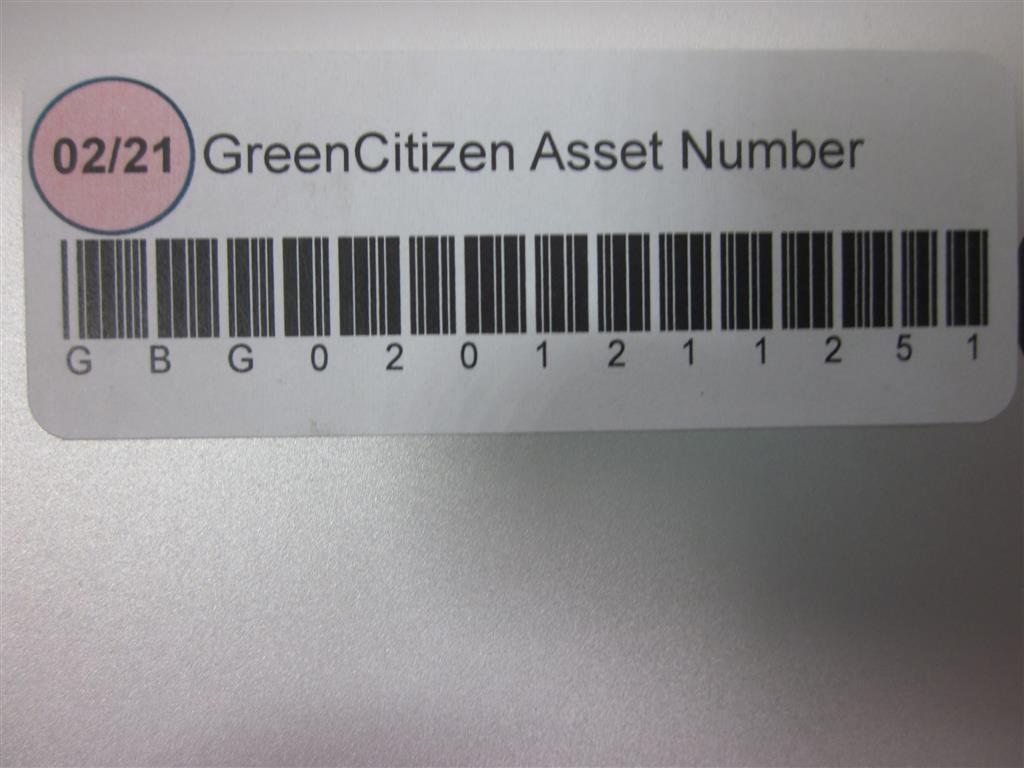 02/21 GreenCitizen Asset Number
G B G 0 2 0 1 2 1 1 2 5 1